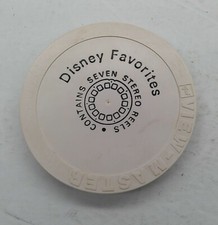 Disney Favorites
CONTAINS SEVEN STEREO REELS
VIEW-MASTER